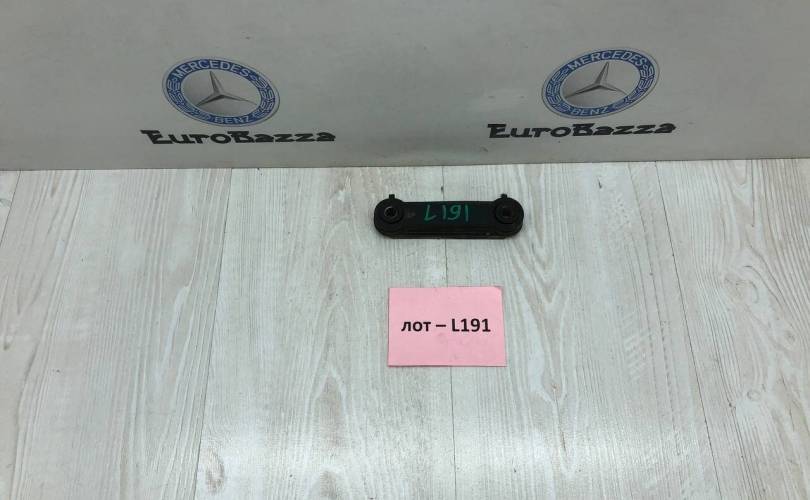 MERCEDES
BENZ
EuroBazza
MERCEDES
BENZ
EuroBazza
L191
лот – L191